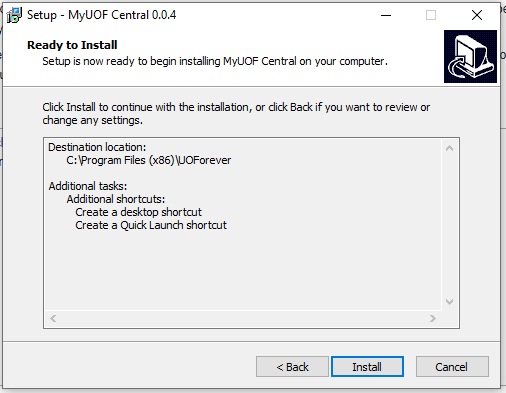 Setup - MyUOF Central 0.0.4
Ready to Install
Setup is now ready to begin installing MyUOF Central on your computer.
Click Install to continue with the installation, or click Back if you want to review or
change any settings.
Destination location:
C:\Program Files (x86)\UOForever
Additional tasks:
Additional shortcuts:
Create a desktop shortcut
Create a Quick Launch shortcut
< Back
Install
Cancel